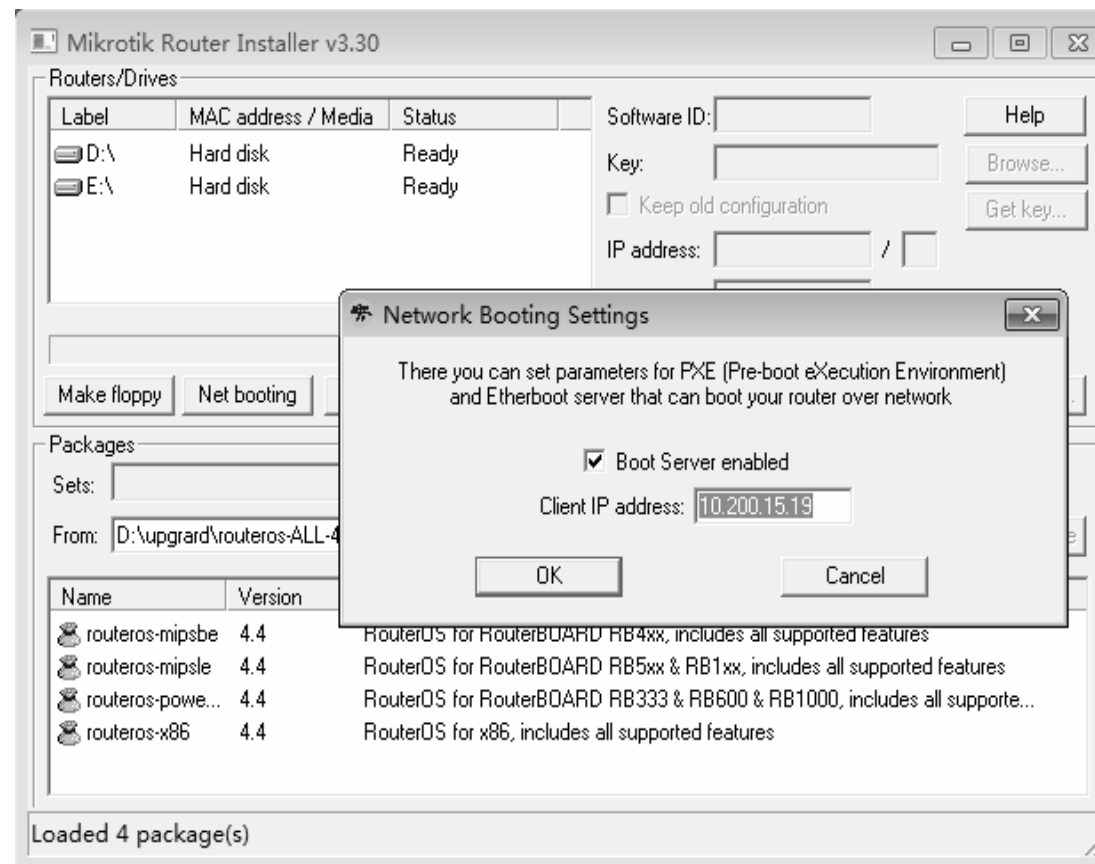 Mikrotik Router Installer v3.30
Routers/Drives
Label MAC address / Media Status
D:\ Hard disk Ready
E:\ Hard disk Ready
Software ID: Help
Key: Browse...
Keep old configuration Get key...
IP address: /
Network Booting Settings
There you can set parameters for PXE (Pre-boot eXecution Environment)
and Etherboot server that can boot your router over network
Boot Server enabled
Client IP address: 10.200.15.19
OK Cancel
Make floppy Net booting
Packages
Sets:
From: D:\upgrard\routeros-ALL-4
Name Version
routeros-mipsbe 4.4 RouterOS for RouterBOARD RB4xx, includes all supported features
routeros-mipsle 4.4 RouterOS for RouterBOARD RB5xx & RB1xx, includes all supported features
routeros-powe... 4.4 RouterOS for RouterBOARD RB333 & RB600 & RB1000, includes all supporte...
routeros-x86 4.4 RouterOS for x86, includes all supported features
Loaded 4 package(s)